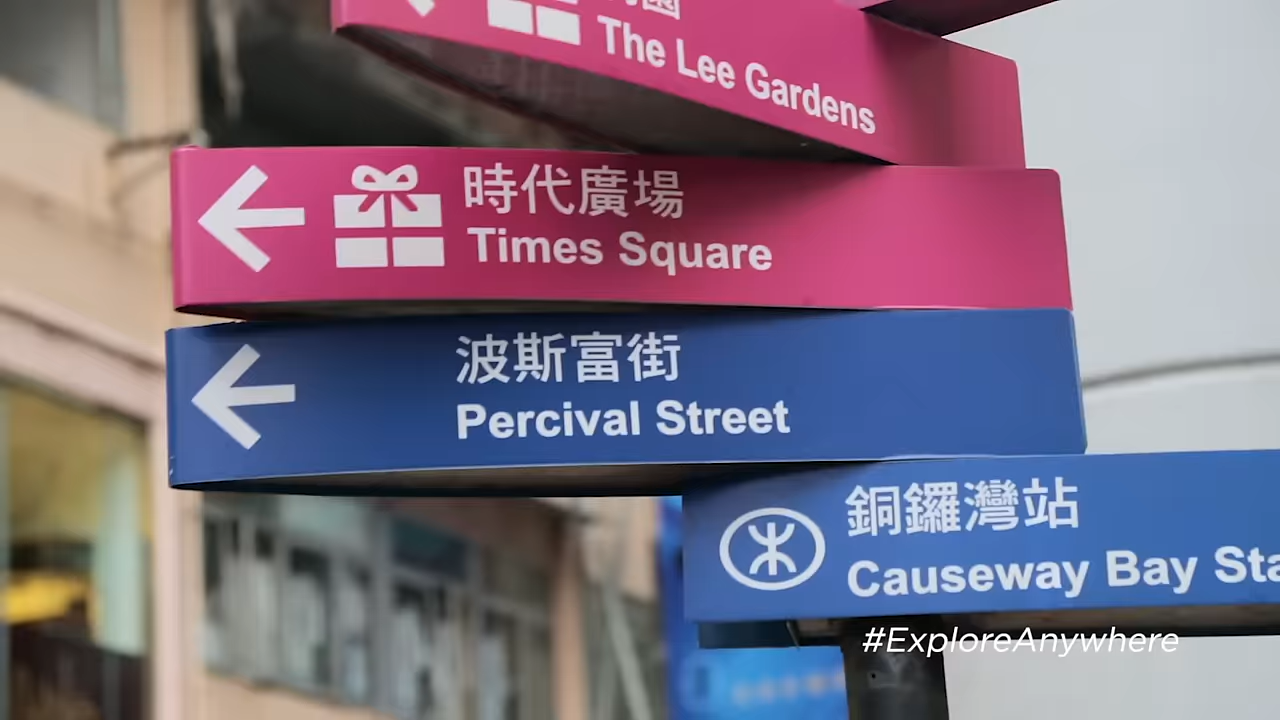 The Lee Gardens
時代廣場
Times Square
波斯富街
Percival Street
銅鑼灣站
Causeway Bay
#ExploreAnywhere